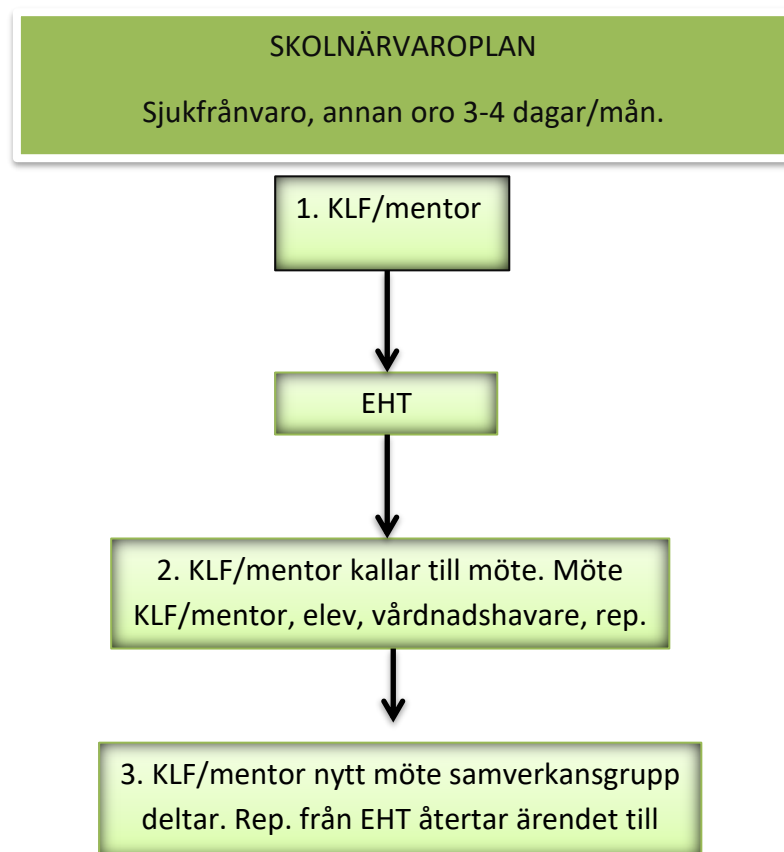 SKOLNÄRVAROPLAN
Sjukfrånvaro, annan oro 3-4 dagar/mån.
1. KLF/mentor
EHT
2. KLF/mentor kallar till möte. Möte
KLF/mentor, elev, vårdnadshavare, rep.
3. KLF/mentor nytt möte samverkansgrupp
deltar. Rep. från EHT återtar ärendet till